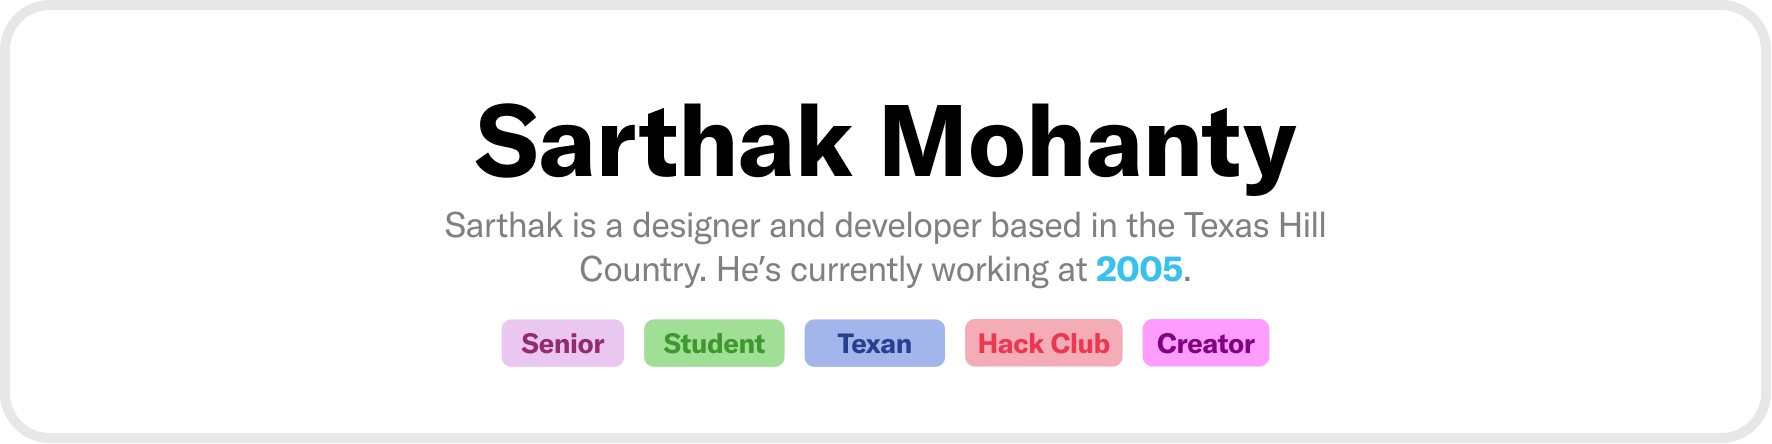 Sarthak Mohanty
Sarthak is a designer and developer based in the Texas Hill
Country. He’s currently working at 2005.
Senior Student Texan Hack Club Creator